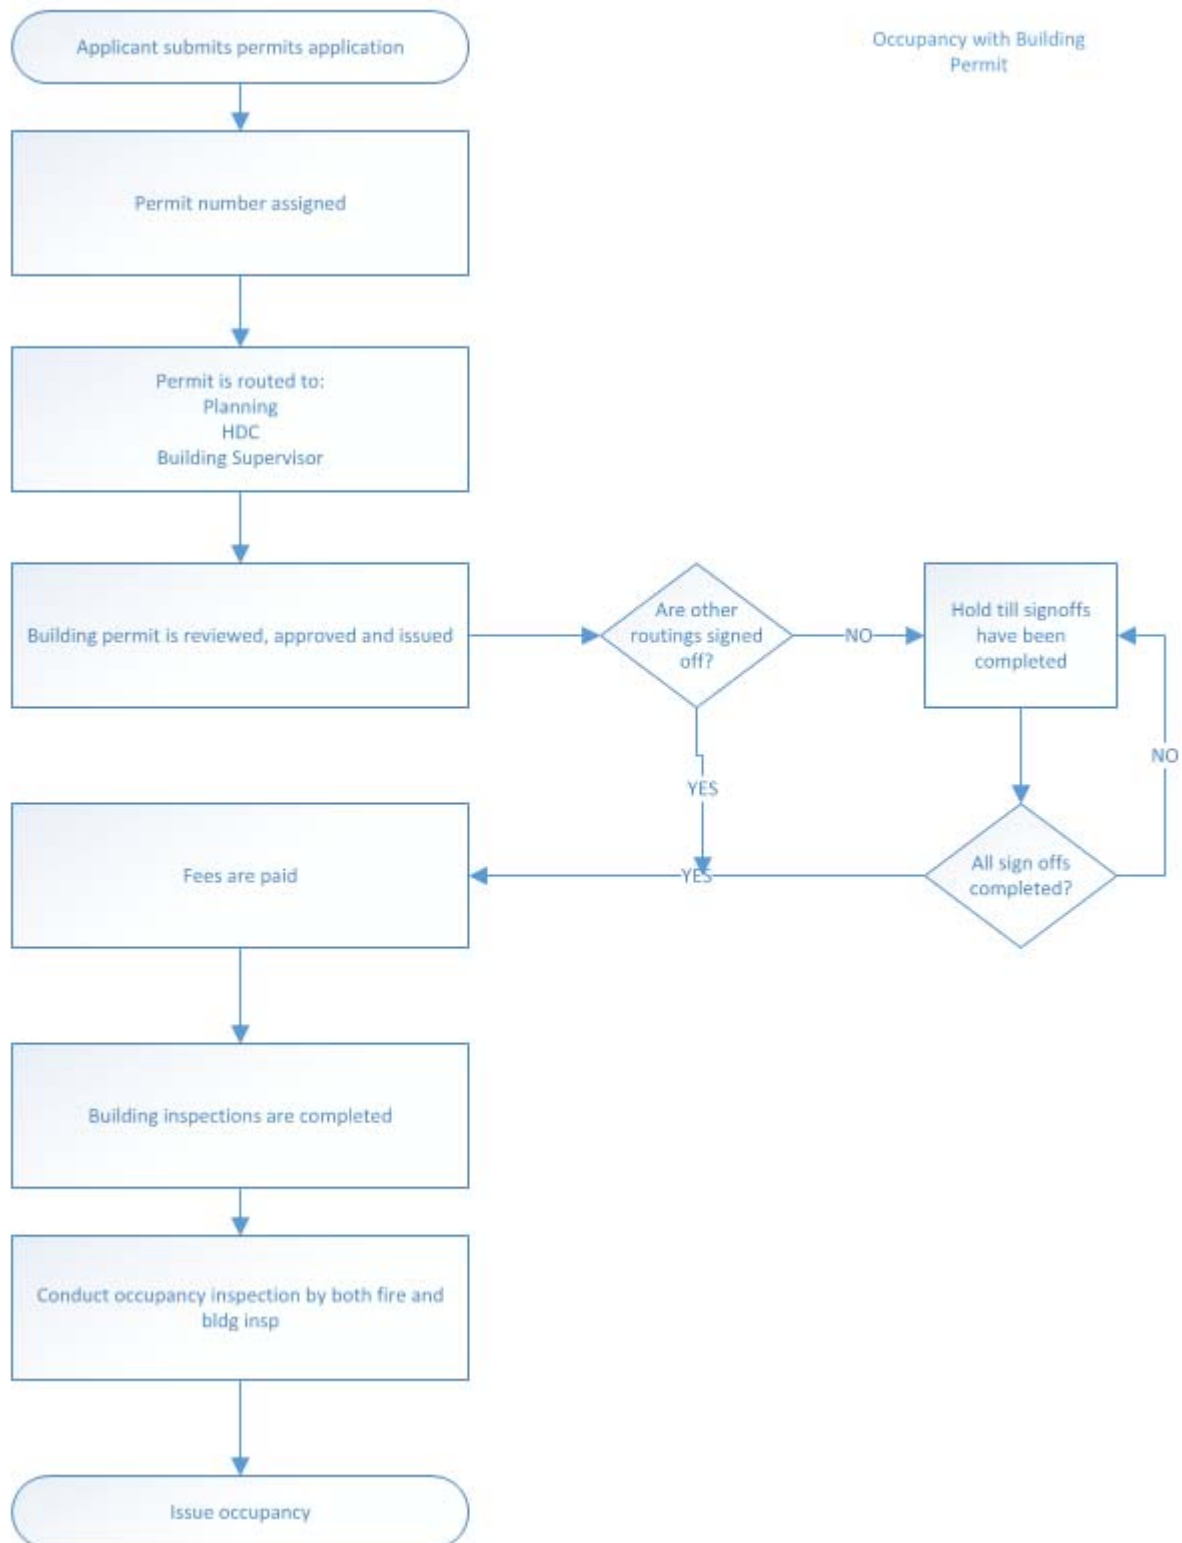 Applicant submits permits application
Occupancy with Building
Permit
Permit number assigned
Permit is routed to:
Planning
HDC
Building Supervisor
Building permit is reviewed, approved and issued
Are other
routings signed
off?
NO
Hold till signoffs
have been
completed
NO
YES
Fees are paid
YES
All sign offs
completed?
Building inspections are completed
Conduct occupancy inspection by both fire and
bldg insp
Issue occupancy